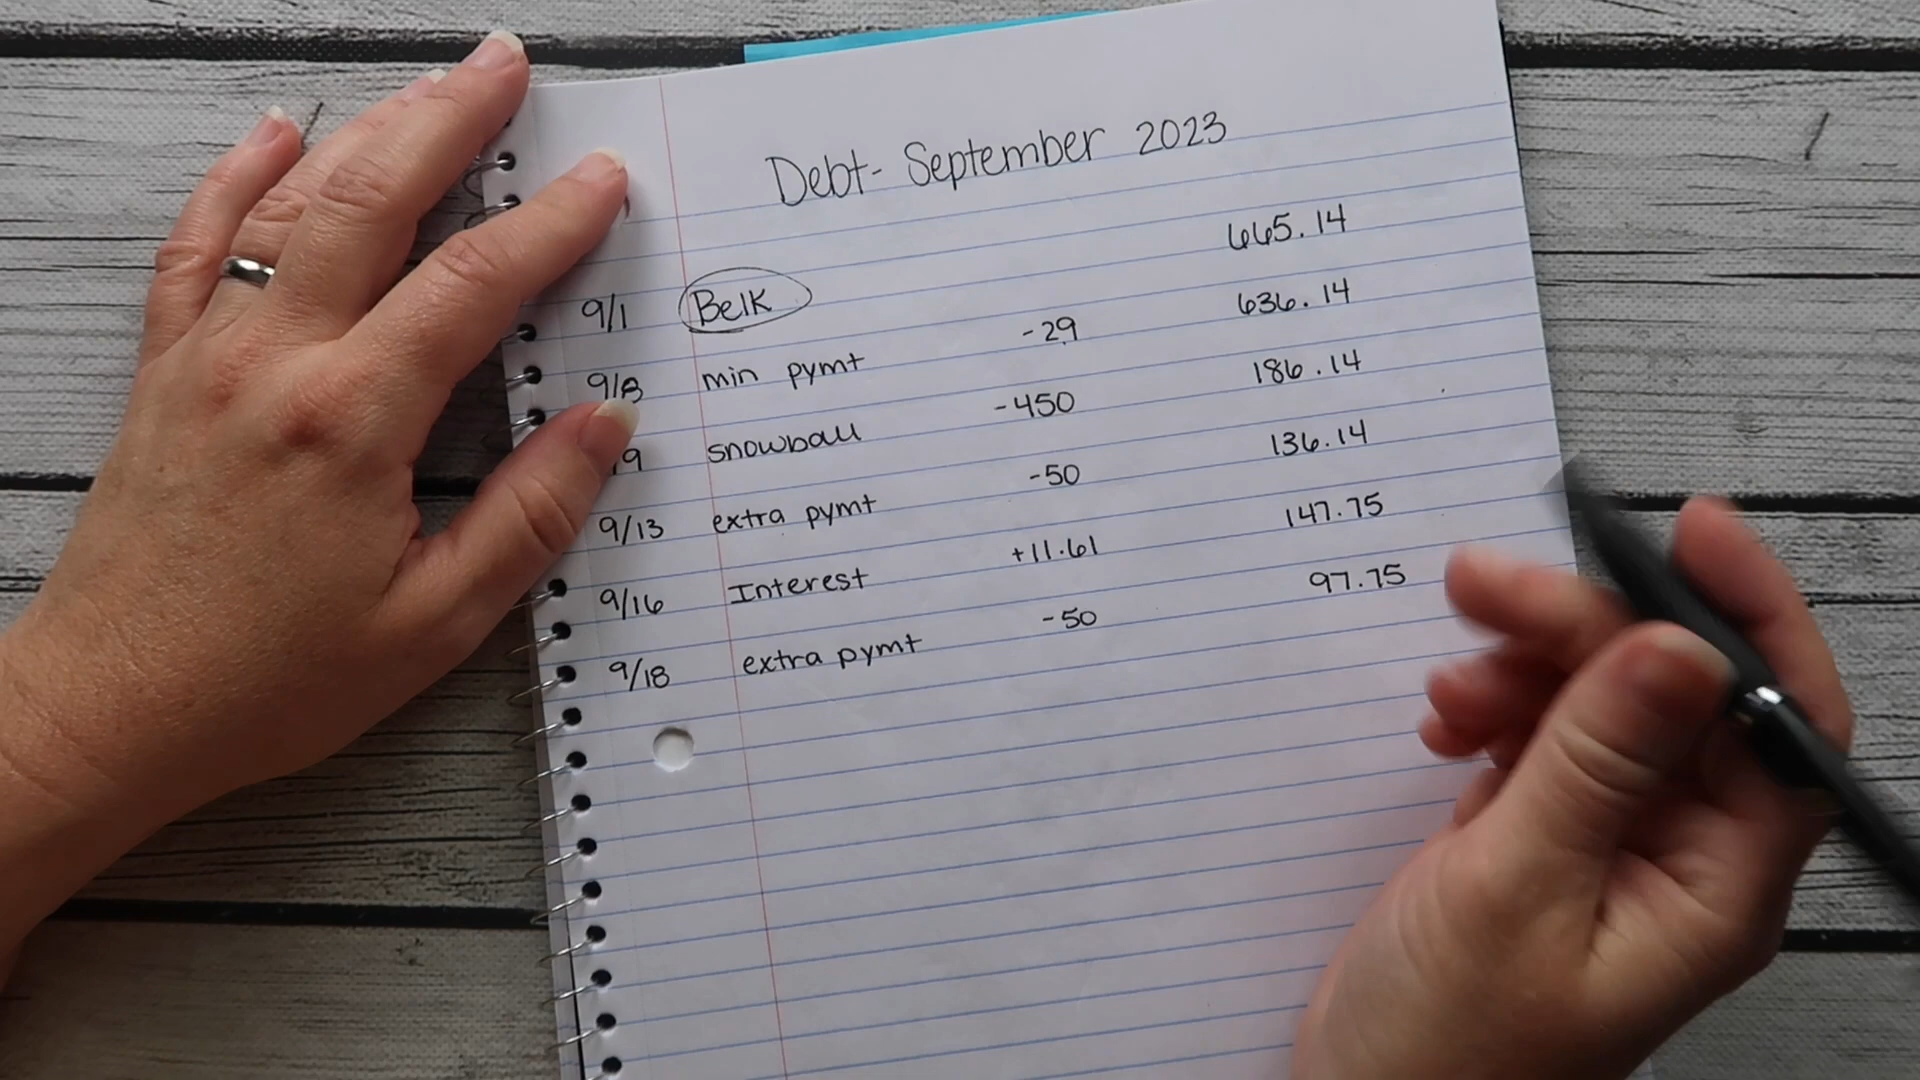 Debt- September 2023
9/1 Belk 665.14
9/8 min pymt -29 636.14
19 snowball -450 186.14
9/13 extra pymt -50 136.14
9/16 Interest +11.61 147.75
9/18 extra pymt -50 97.75